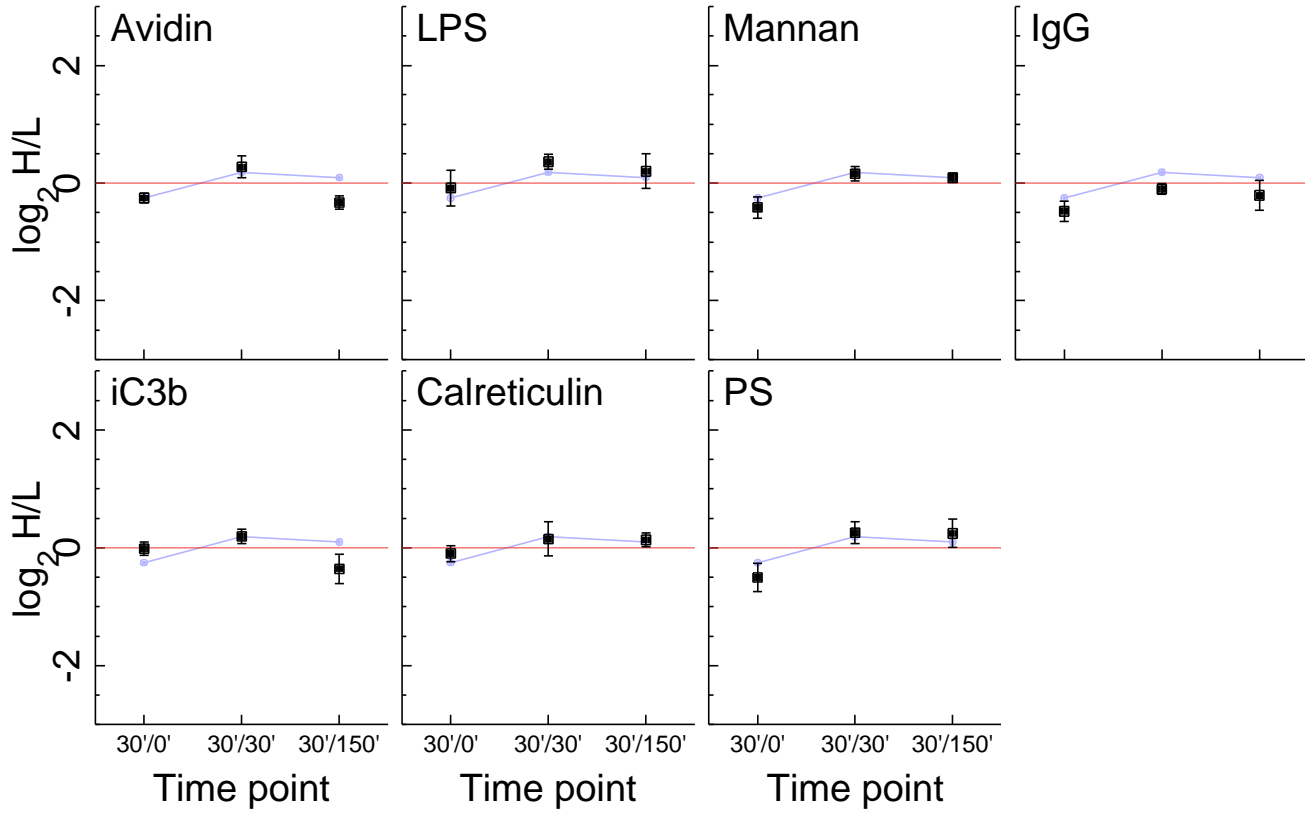 Avidin
LPS
Mannan
IgG
log2 H/L
2
0
-2
iC3b
Calreticulin
PS
log2 H/L
2
0
-2
30'/0' 30'/30' 30'/150'
30'/0' 30'/30' 30'/150'
30'/0' 30'/30' 30'/150'
Time point
Time point
Time point